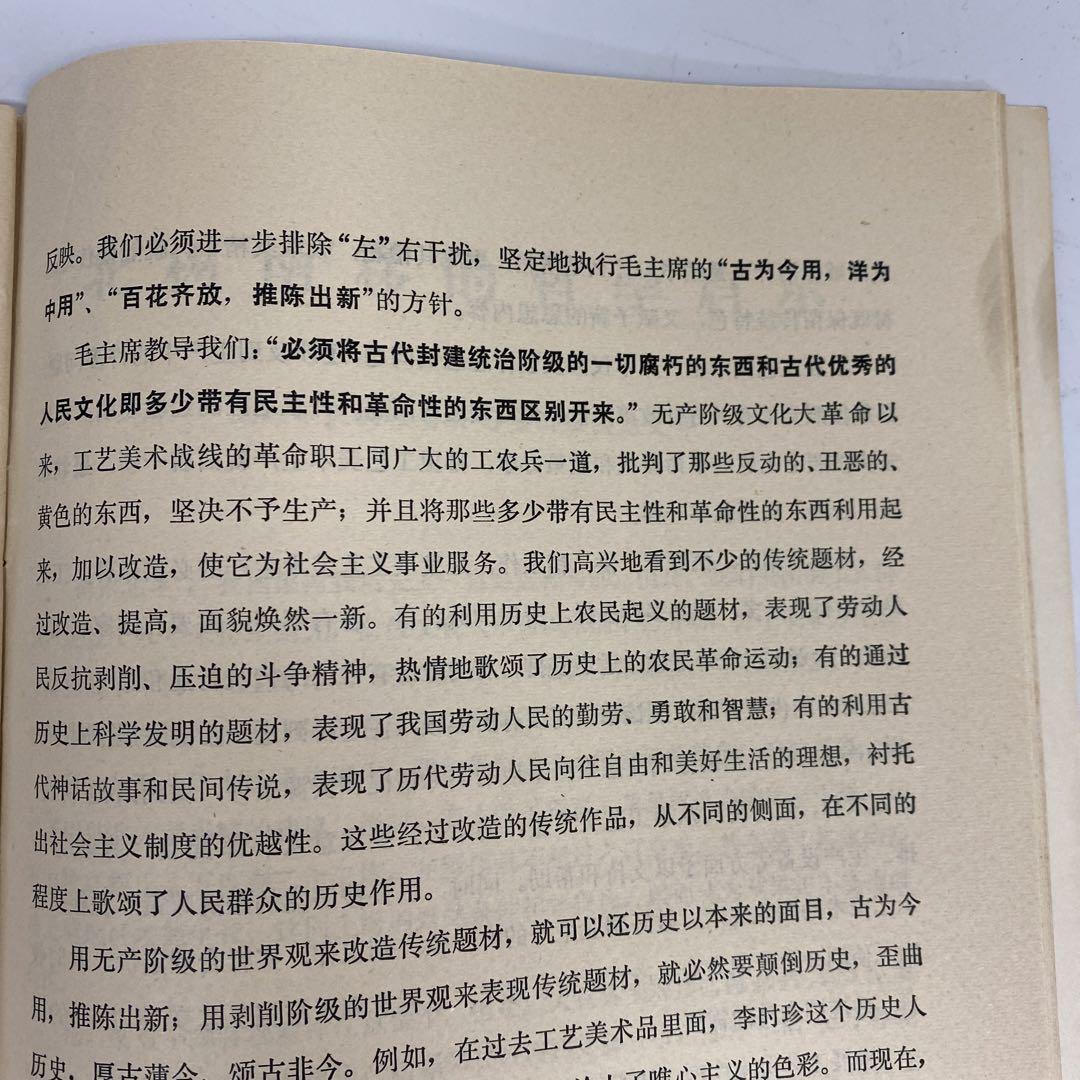 反映。我们必须进一步排除“左”右干扰，坚定地执行毛主席的“古为今用，洋为
中用”、“百花齐放，推陈出新”的方针。
毛主席教导我们：“必须将古代封建统治阶级的一切腐朽的东西和古代优秀的
人民文化即多少带有民主性和革命性的东西区别开来。”无产阶级文化大革命以
来，工艺美术战线的革命职工同广大的工农兵一道，批判了那些反动的、丑恶的、
黄色的东西，坚决不予生产；并且将那些多少带有民主性和革命性的东西利用起
来，加以改造，使它为社会主义事业服务。我们高兴地看到不少的传统题材，经
过改造、提高，面貌焕然一新。有的利用历史上农民起义的题材，表现了劳动人
民反抗剥削、压迫的斗争精神，热情地歌颂了历史上的农民革命运动；有的通过
历史上科学发明的题材，表现了我国劳动人民的勤劳、勇敢和智慧；有的利用古
代神话故事和民间传说，表现了历代劳动人民向往自由和美好生活的理想，衬托
出社会主义制度的优越性。这些经过改造的传统作品，从不同的侧面，在不同的
程度上歌颂了人民群众的历史作用。
用无产阶级的世界观来改造传统题材，就可以还历史以本来的面目，古为今
用，推陈出新；用剥削阶级的世界观来表现传统题材，就必然要颠倒历史，歪曲
历史，厚古薄今，颂古非今。例如，在过去工艺美术品里面，李时珍这个历史人
了唯心主义的色彩。而现在，